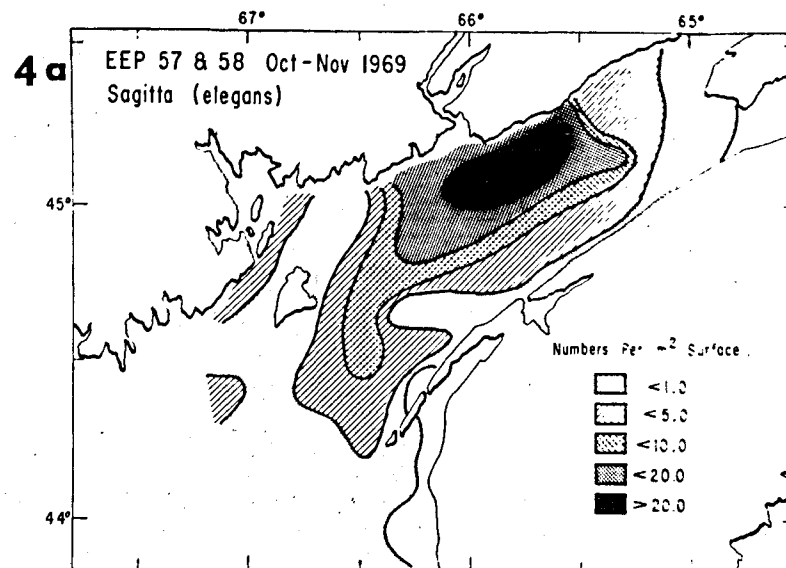 67° 66° 65°
4a
EEP 57 & 58 Oct-Nov 1969
Sagitta (elegans)
45°
44°
Numbers Per m² Surface
<1.0
<5.0
<10.0
<20.0
>20.0